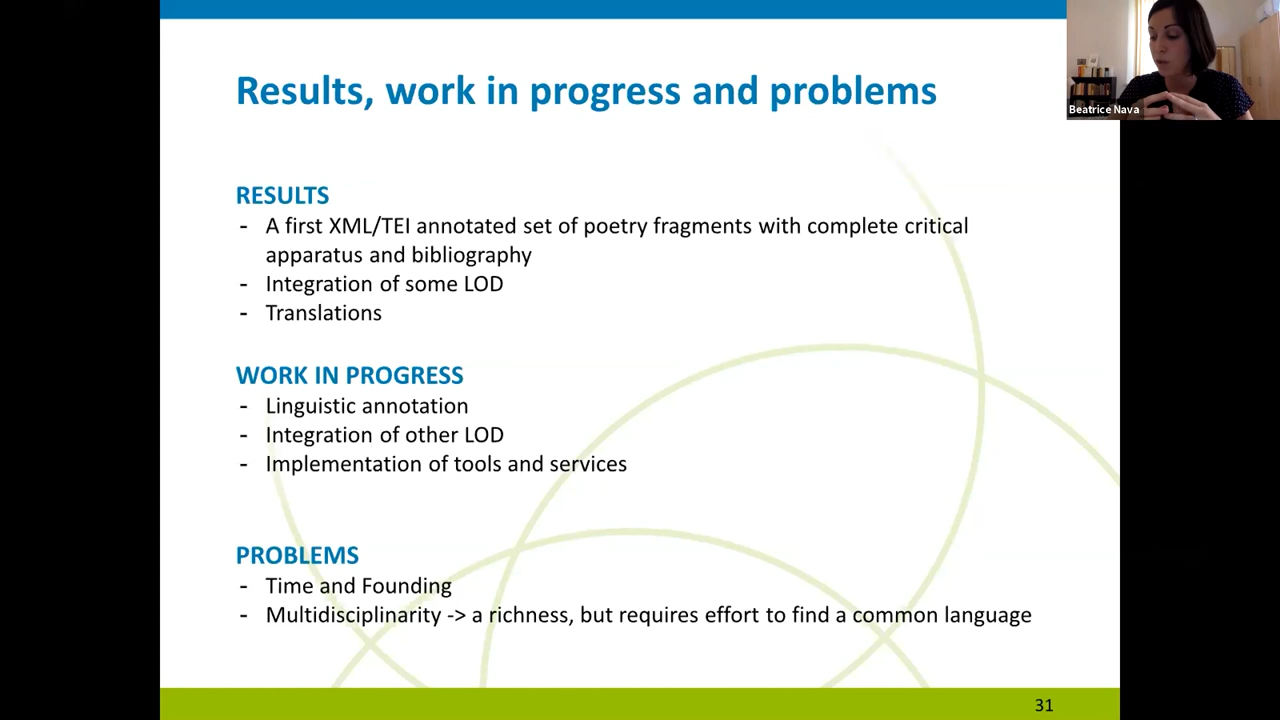 Results, work in progress and problems
Beatrice Nava
RESULTS
- A first XML/TEI annotated set of poetry fragments with complete critical
apparatus and bibliography
- Integration of some LOD
- Translations
WORK IN PROGRESS
- Linguistic annotation
- Integration of other LOD
- Implementation of tools and services
PROBLEMS
- Time and Founding
- Multidisciplinarity -> a richness, but requires effort to find a common language
31